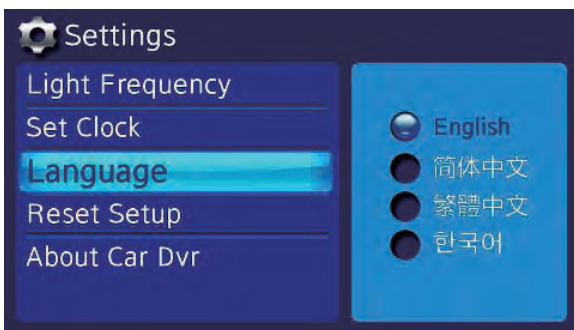 Settings
Light Frequency
Set Clock
Language
Reset Setup
About Car Dvr
English
简体中文
繁體中文
한국어